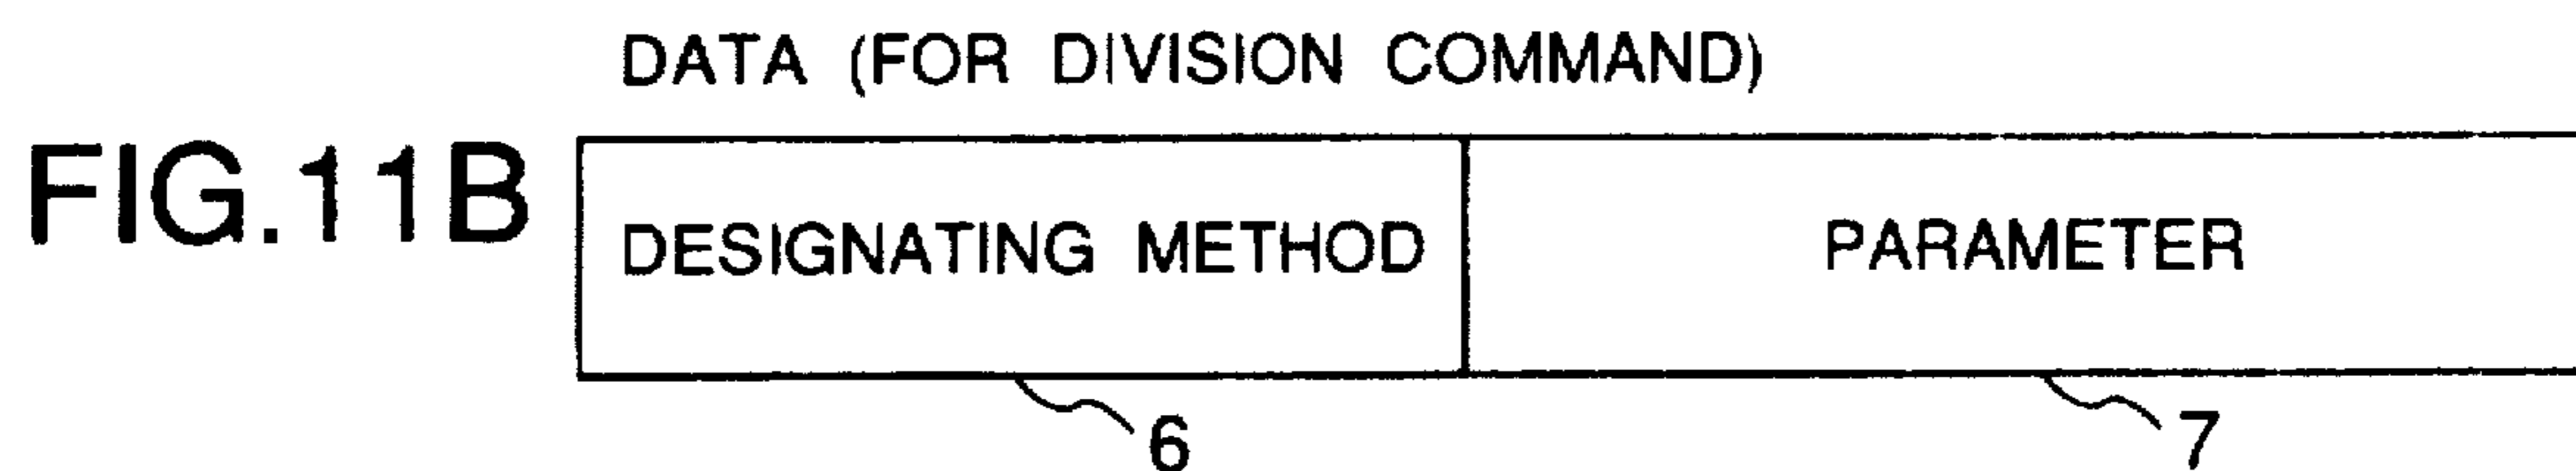 DATA (FOR DIVISION COMMAND)
FIG.11B
DESIGNATING METHOD
PARAMETER
6
7